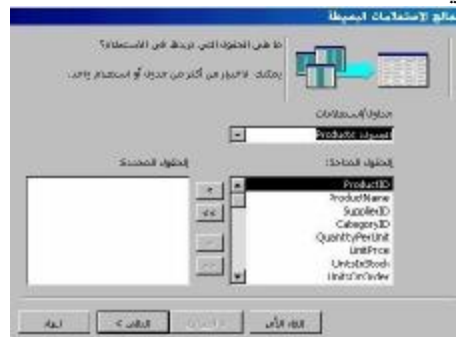 معالج الاستعلامات البسيطة
ما هي الحقول التي تريدها في الاستعلام؟
يمكنك الاختيار من أكثر من جدول أو استعلام واحد.
جداول/استعلامات
الجدول: Products
الحقول المتاحة:
الحقول المحددة:
ProductID
ProductName
SupplierID
CategoryID
QuantityPerUnit
UnitPrice
UnitsInStock
UnitsOnOrder
>
>>
<
<<
إلغاء الأمر
التالي >
إنهاء